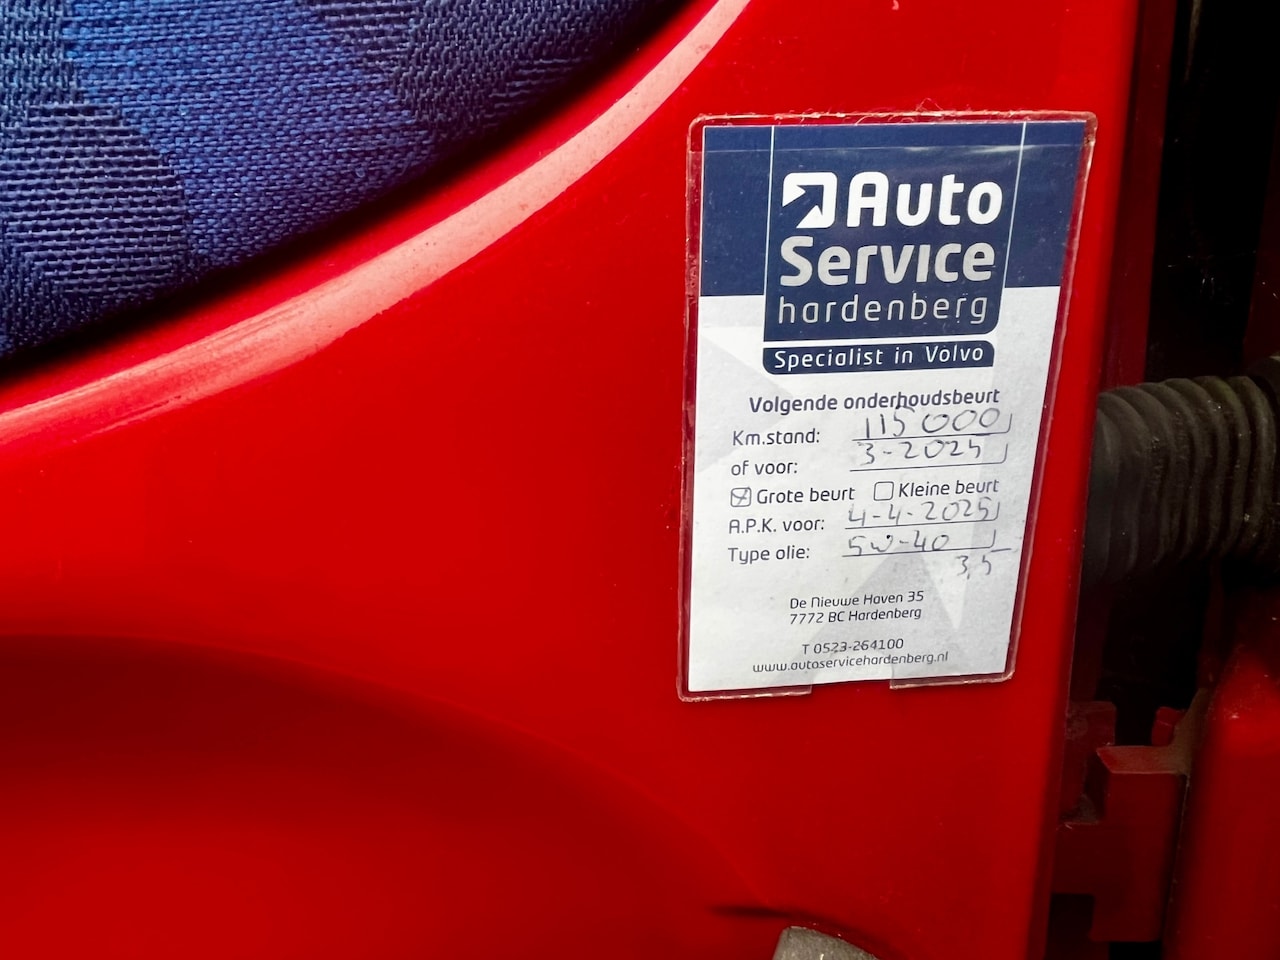 Auto
Service
hardenberg
Specialist in Volvo
Volgende onderhoudsbeurt
Km.stand: 115000
of voor: 3-2025
Grote beurt Kleine beurt
A.P.K. voor: 4-4-2025
Type olie: 5w-40
3,5
De Nieuwe Haven 35
7772 BC Hardenberg
T 0523-264100
www.autoservicehardenberg.nl